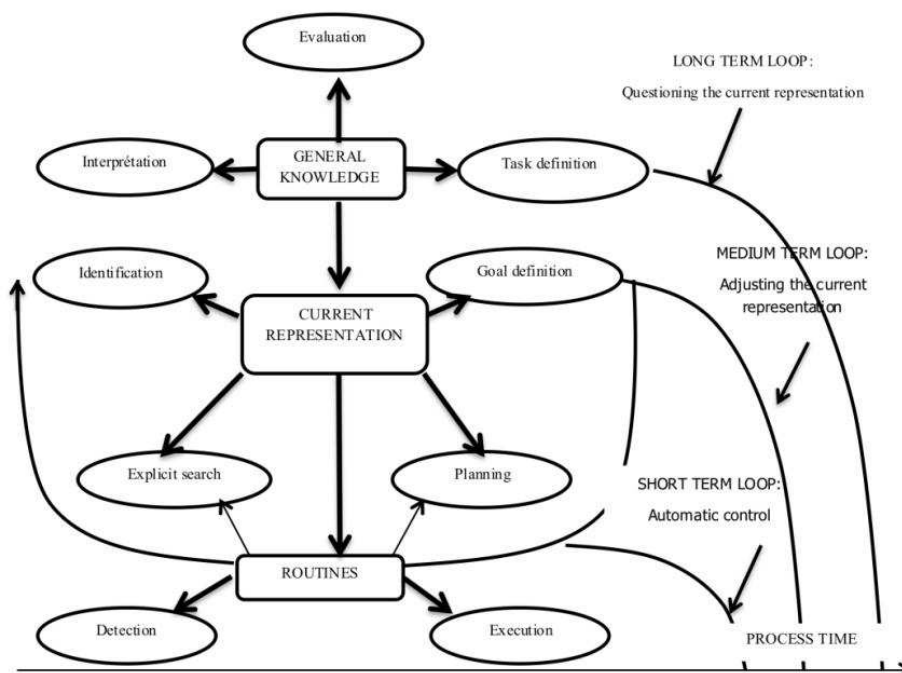 Evaluation
LONG TERM LOOP:
Questioning the current representation
Interprétation
GENERAL
KNOWLEDGE
Task definition
MEDIUM TERM LOOP:
Adjusting the current
representation
Identification
Goal definition
CURRENT
REPRESENTATION
Explicit search
Planning
SHORT TERM LOOP:
Automatic control
ROUTINES
Detection
Execution
PROCESS TIME